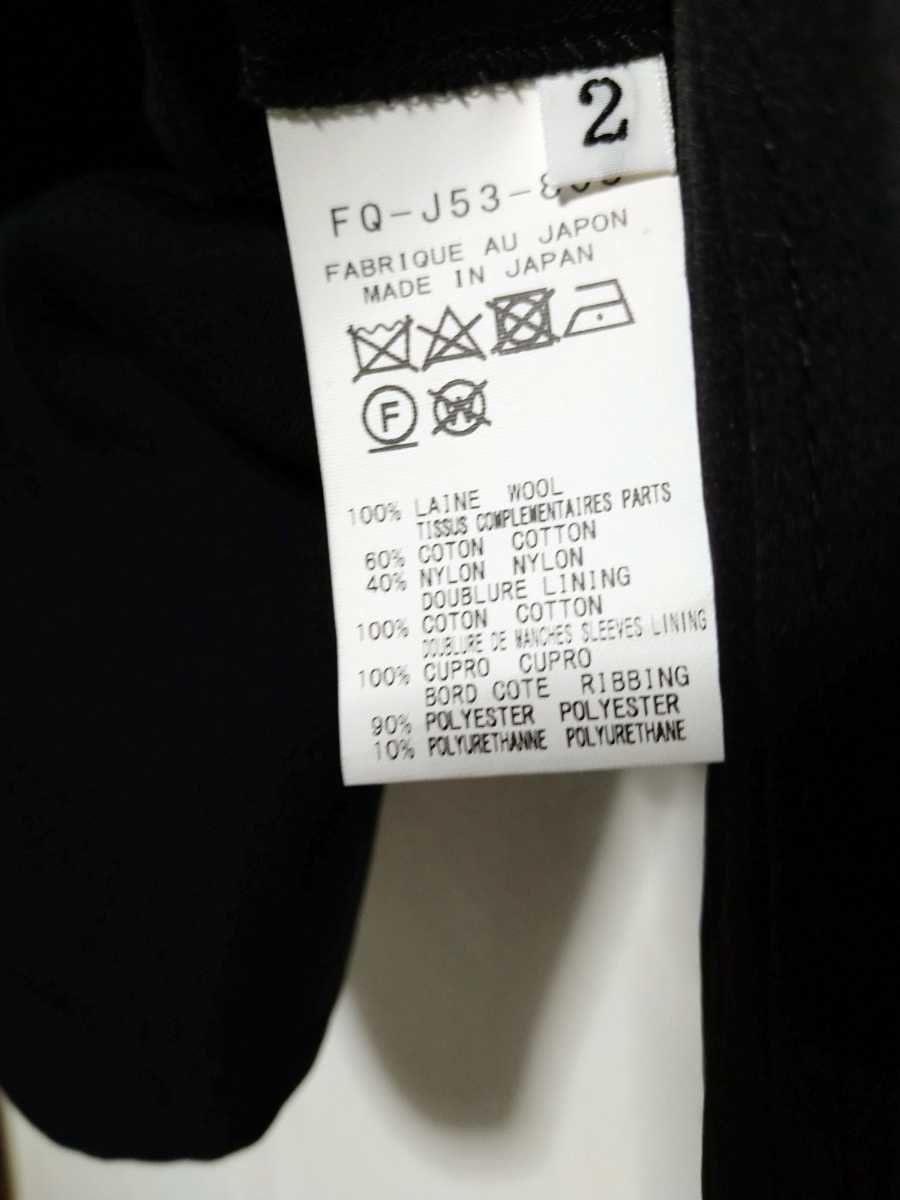 2
FQ-J53-
FABRIQUE AU JAPON
MADE IN JAPAN
F
W
100% LAINE WOOL
TISSUS COMPLEMENTAIRES PARTS
60% COTON COTTON
40% NYLON NYLON
DOUBLURE LINING
100% COTON COTTON
DOUBLURE DE MANCHES SLEEVES LINING
100% CUPRO CUPRO
BORD COTE RIBBING
90% POLYESTER POLYESTER
10% POLYURETHANNE POLYURETHANE